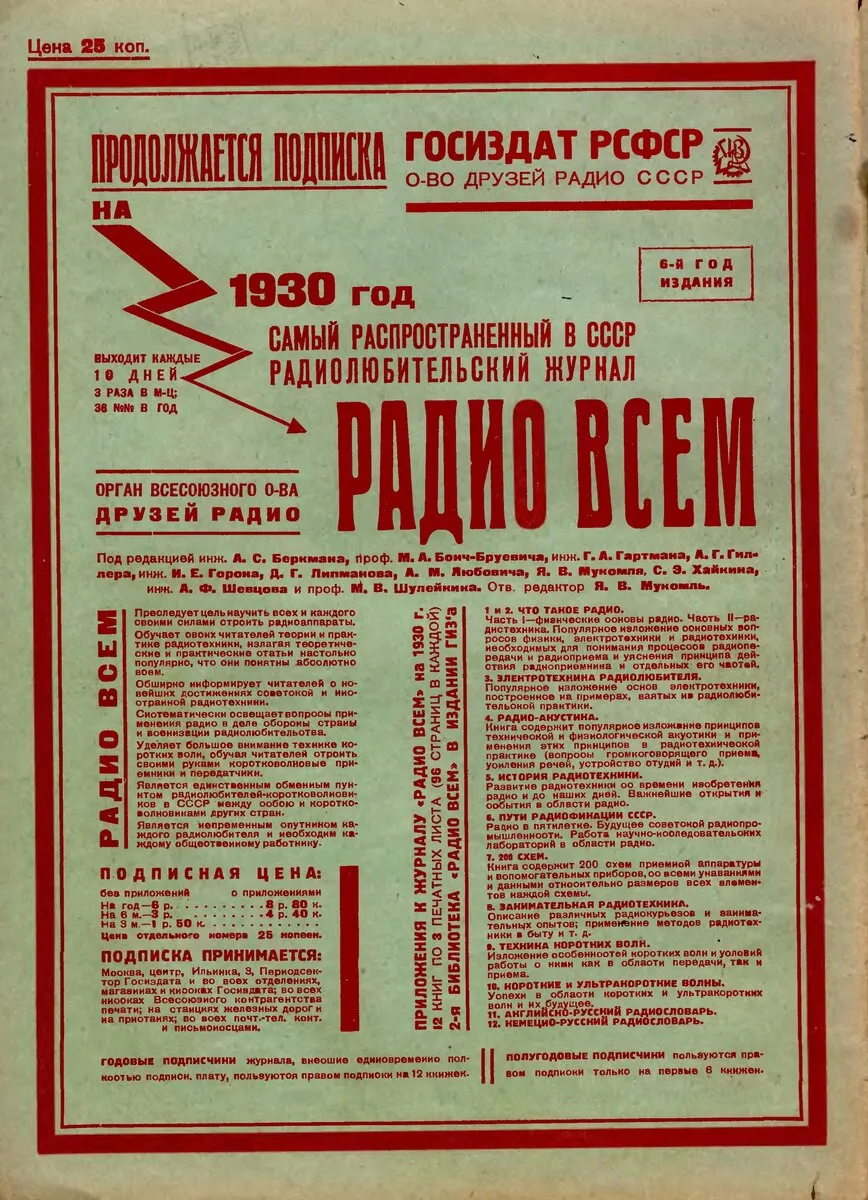 Цена 25 коп.
ПРОДОЛЖАЕТСЯ ПОДПИСКА
НА
ГОСИЗДАТ РСФСР
О-ВО ДРУЗЕЙ РАДИО СССР
6-й ГОД
ИЗДАНИЯ
1930 год
САМЫЙ РАСПРОСТРАНЕННЫЙ В СССР
РАДИОЛЮБИТЕЛЬСКИЙ ЖУРНАЛ
ВЫХОДИТ КАЖДЫЕ
10 ДНЕЙ
3 РАЗА В М-Ц;
36 №№ В ГОД
РАДИО ВСЕМ
ОРГАН ВСЕСОЮЗНОГО О-ВА
ДРУЗЕЙ РАДИО
Под редакцией инж. А. С. Беркмана, проф. М. А. Бонч-Бруевича, инж. Г. А. Гартмана, А. Г. Гил-
лера, инж. И. Е. Горона, Д. Г. Липманова, А. М. Любовича, Я. В. Мукомля, С. Э. Хайкина,
инж. А. Ф. Шевцова и проф. М. В. Шулейкина. Отв. редактор Я. В. Мукомль.
РАДИО ВСЕМ
Преследует цель научить всех и каждого
своими силами строить радиоаппараты.
Обучает своих читателей теории и прак-
тике радиотехники, излагая теоретиче-
ские и практические статьи настолько
популярно, что они понятны абсолютно
всем.
Обширно информирует читателей о но-
вейших достижениях советской и ино-
странной радиотехники.
Систематически освещает вопросы при-
менения радио в деле обороны страны
и военизации радиолюбительства.
Уделяет большое внимание технике ко-
ротких волн, обучая читателей строить
своими руками коротковолновые при-
емники и передатчики.
Является единственным обменным пун-
ктом радиолюбителей-коротковолнови-
ков в СССР между собою и коротко-
волновиками других стран.
Является непременным спутником ка-
ждого радиолюбителя и необходим ка-
ждому общественному работнику.
ПОДПИСНАЯ ЦЕНА:
без приложений с приложениями
На год—6 р. . . . . . . . . . . 8 р. 80 к.
На 6 м.—3 р. . . . . . . . . . . 4 р. 40 к.
На 3 м.—1 р. 50 к. . . . . . . . . . .
Цена отдельного номера 25 копеек.
ПОДПИСКА ПРИНИМАЕТСЯ:
Москва, центр, Ильинка, 3, Периодсек-
тор Госиздата и во всех отделениях,
магазинах и киосках Госиздата; во всех
киосках Всесоюзного контрагентства
печати; на станциях железных дорог и
на пристанях; во всех почт.-тел. конт.
и письмоносцами.
ПРИЛОЖЕНИЯ К ЖУРНАЛУ «РАДИО ВСЕМ» на 1930 г.
12 КНИГ ПО 3 ПЕЧАТНЫХ ЛИСТА (96 СТРАНИЦ В КАЖДОЙ)
2-я БИБЛИОТЕКА «РАДИО ВСЕМ» В ИЗДАНИИ ГИЗ'а
1 и 2. ЧТО ТАКОЕ РАДИО.
Часть I—физические основы радио. Часть II—ра-
диотехника. Популярное изложение основных воп-
росов физики, электротехники и радиотехники,
необходимых для понимания процессов радиопе-
редачи и радиоприема и уяснения принципа дей-
ствия радиоприемника и отдельных его частей.
3. ЭЛЕКТРОТЕХНИКА РАДИОЛЮБИТЕЛЯ.
Популярное изложение основ электротехники,
построенное на примерах, взятых из радиолюби-
тельской практики.
4. РАДИО-АКУСТИКА.
Книга содержит популярное изложение принципов
технической и физиологической акустики и при-
менения этих принципов в радиотехнической
практике (вопросы громкоговорящего приема,
усиления речей, устройство студий и т. д.).
5. ИСТОРИЯ РАДИОТЕХНИКИ.
Развитие радиотехники со времени изобретения
радио и до наших дней. Важнейшие открытия и
события в области радио.
6. ПУТИ РАДИОФИКАЦИИ СССР.
Радио в пятилетке. Будущее советской радиопро-
мышленности. Работа научно-исследовательских
лабораторий в области радио.
7. 200 СХЕМ.
Книга содержит 200 схем приемной аппаратуры
и вспомогательных приборов, со всеми указаниями
и данными относительно размеров всех элемен-
тов каждой схемы.
8. ЗАНИМАТЕЛЬНАЯ РАДИОТЕХНИКА.
Описание различных радиокурьезов и занима-
тельных опытов; применение методов радиотех-
ники в быту и т. д.
9. ТЕХНИКА КОРОТКИХ ВОЛН.
Изложение особенностей коротких волн и условий
работы с ними как в области передачи, так и
приема.
10. КОРОТКИЕ И УЛЬТРАКОРОТКИЕ ВОЛНЫ.
Успехи в области коротких и ультракоротких
волн и их будущее.
11. АНГЛИЙСКО-РУССКИЙ РАДИОСЛОВАРЬ.
12. НЕМЕЦКО-РУССКИЙ РАДИОСЛОВАРЬ.
ГОДОВЫЕ ПОДПИСЧИКИ журнала, внесшие единовременно пол-
ностью подписн. плату, пользуются правом подписки на 12 книжек.
ПОЛУГОДОВЫЕ ПОДПИСЧИКИ пользуются пра-
вом подписки только на первые 6 книжек.